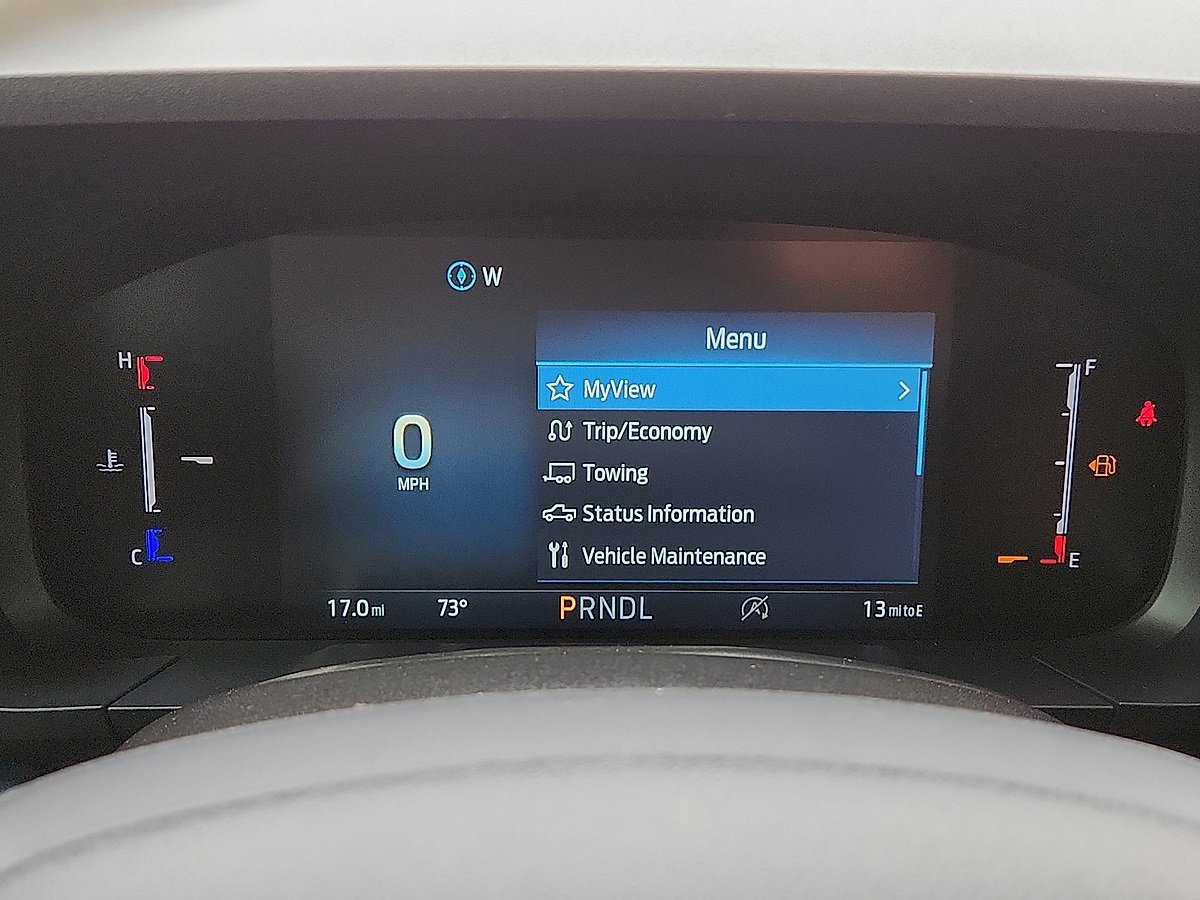 W
Menu
H
MyView
F
Trip/Economy
0
MPH
Towing
Status Information
C
Vehicle Maintenance
E
17.0 mi 73° PRNDL A 13 mi to E